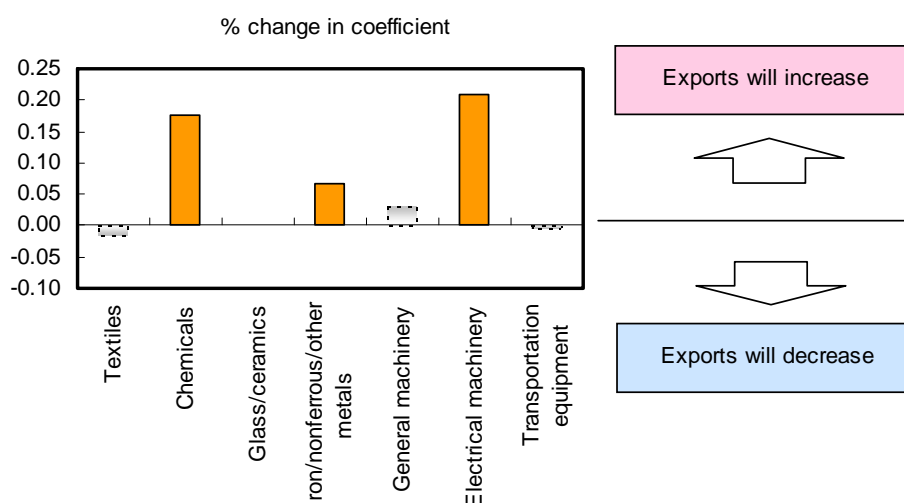 % change in coefficient
0.25
0.20
0.15
0.10
0.05
0.00
-0.05
-0.10
Textiles
Chemicals
Glass/ceramics
ron/nonferrous/other
metals
General machinery
Electrical machinery
Transportation
equipment
Exports will increase
Exports will decrease